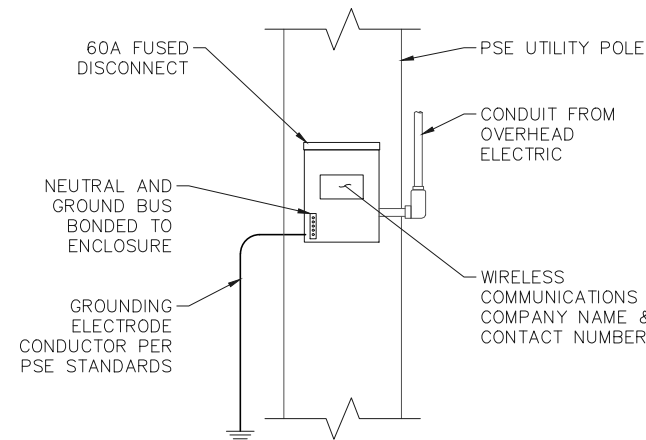 60A FUSED
DISCONNECT
PSE UTILITY POLE
CONDUIT FROM
OVERHEAD
ELECTRIC
NEUTRAL AND
GROUND BUS
BONDED TO
ENCLOSURE
WIRELESS
COMMUNICATIONS
COMPANY NAME &
CONTACT NUMBER
GROUNDING
ELECTRODE
CONDUCTOR PER
PSE STANDARDS